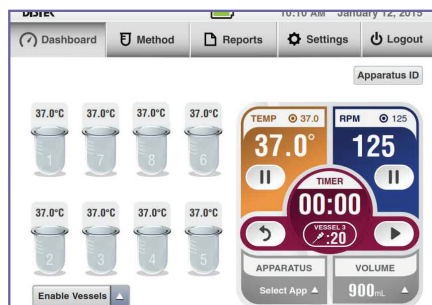 DISTEK 10:10 AM January 12, 2015
Dashboard Method Reports Settings Logout
Apparatus ID
37.0°C 37.0°C 37.0°C 37.0°C
1 7 8 6
37.0°C 37.0°C 37.0°C 37.0°C
2 3 4 5
Enable Vessels
TEMP 37.0 RPM 125
37.0° 125
TIMER
00:00
VESSEL 3
:20
APPARATUS VOLUME
Select App 900mL